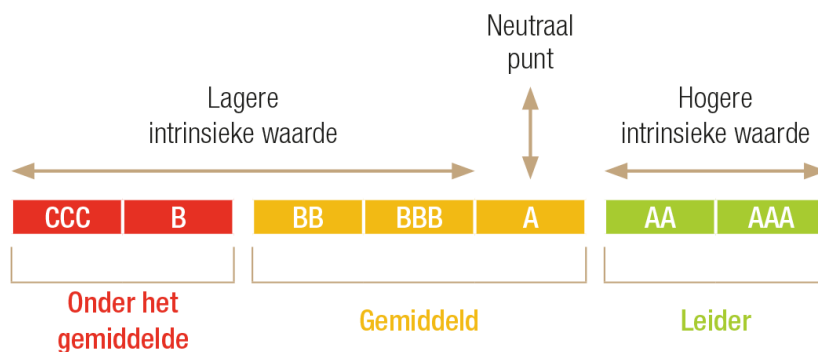 Neutraal
punt
Lagere
intrinsieke waarde
Hogere
intrinsieke waarde
CCC
B
BB
BBB
A
AA
AAA
Onder het
gemiddelde
Gemiddeld
Leider